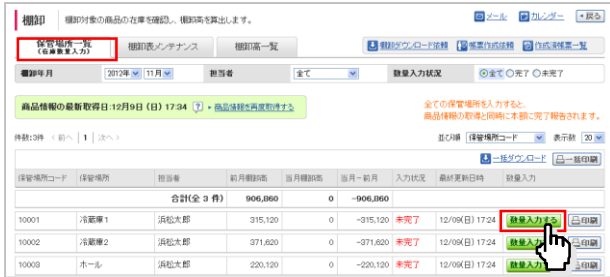 棚卸 棚卸対象の商品の在庫を確認し、棚卸高を算出します。 メール カレンダー 戻る
保管場所一覧 (在庫数量入力) 棚卸表メンテナンス 棚卸高一覧 棚卸ダウンロード依頼 帳票作成依頼 作成済帳票一覧
棚卸年月 2012年 11月 担当者 全て 数量入力状況 全て 完了 未完了
商品情報の最新取得日:12月9日 (日) 17:34 ? 商品情報を再度取得する
全ての保管場所を入力すると、
商品情報の取得と同時に本部に完了報告されます。
件数:3件 < 前へ | 1 | 次へ > 並び順 保管場所コード 表示数 20
一括ダウンロード 一括印刷
保管場所コード 保管場所 担当者 前月棚卸高 当月棚卸高 当月－前月 入力状況 最終更新日時 数量入力
合計(全 3 件) 906,860 0 -906,860
10001 冷蔵庫1 浜松太郎 315,120 0 -315,120 未完了 12/09(日) 17:24 数量入力する 印刷
10002 冷蔵庫2 浜松太郎 371,620 0 -371,620 未完了 12/09(日) 17:24 数量入力 印刷
10003 ホール 浜松太郎 220,120 0 -220,120 未完了 12/09(日) 17:24 数量入力 印刷